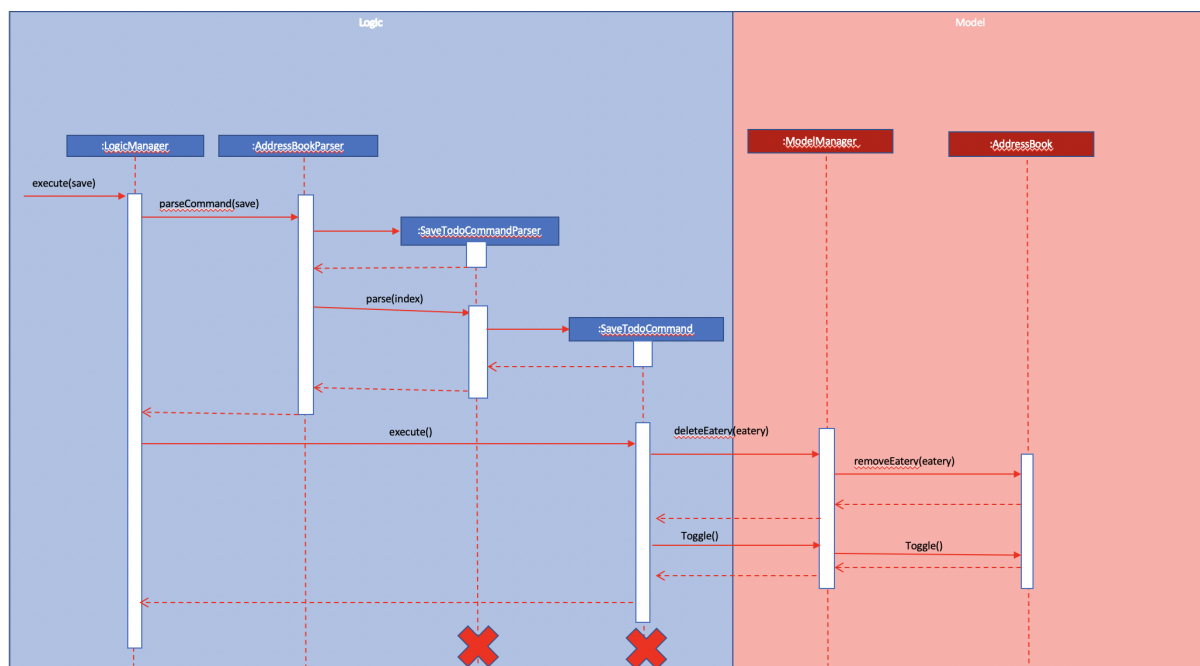 Logic
Model
:LogicManager
:AddressBookParser
:ModelManager
:AddressBook
execute(save)
parseCommand(save)
:SaveTodoCommandParser
parse(index)
:SaveTodoCommand
execute()
deleteEatery(eatery)
removeEatery(eatery)
Toggle()
Toggle()